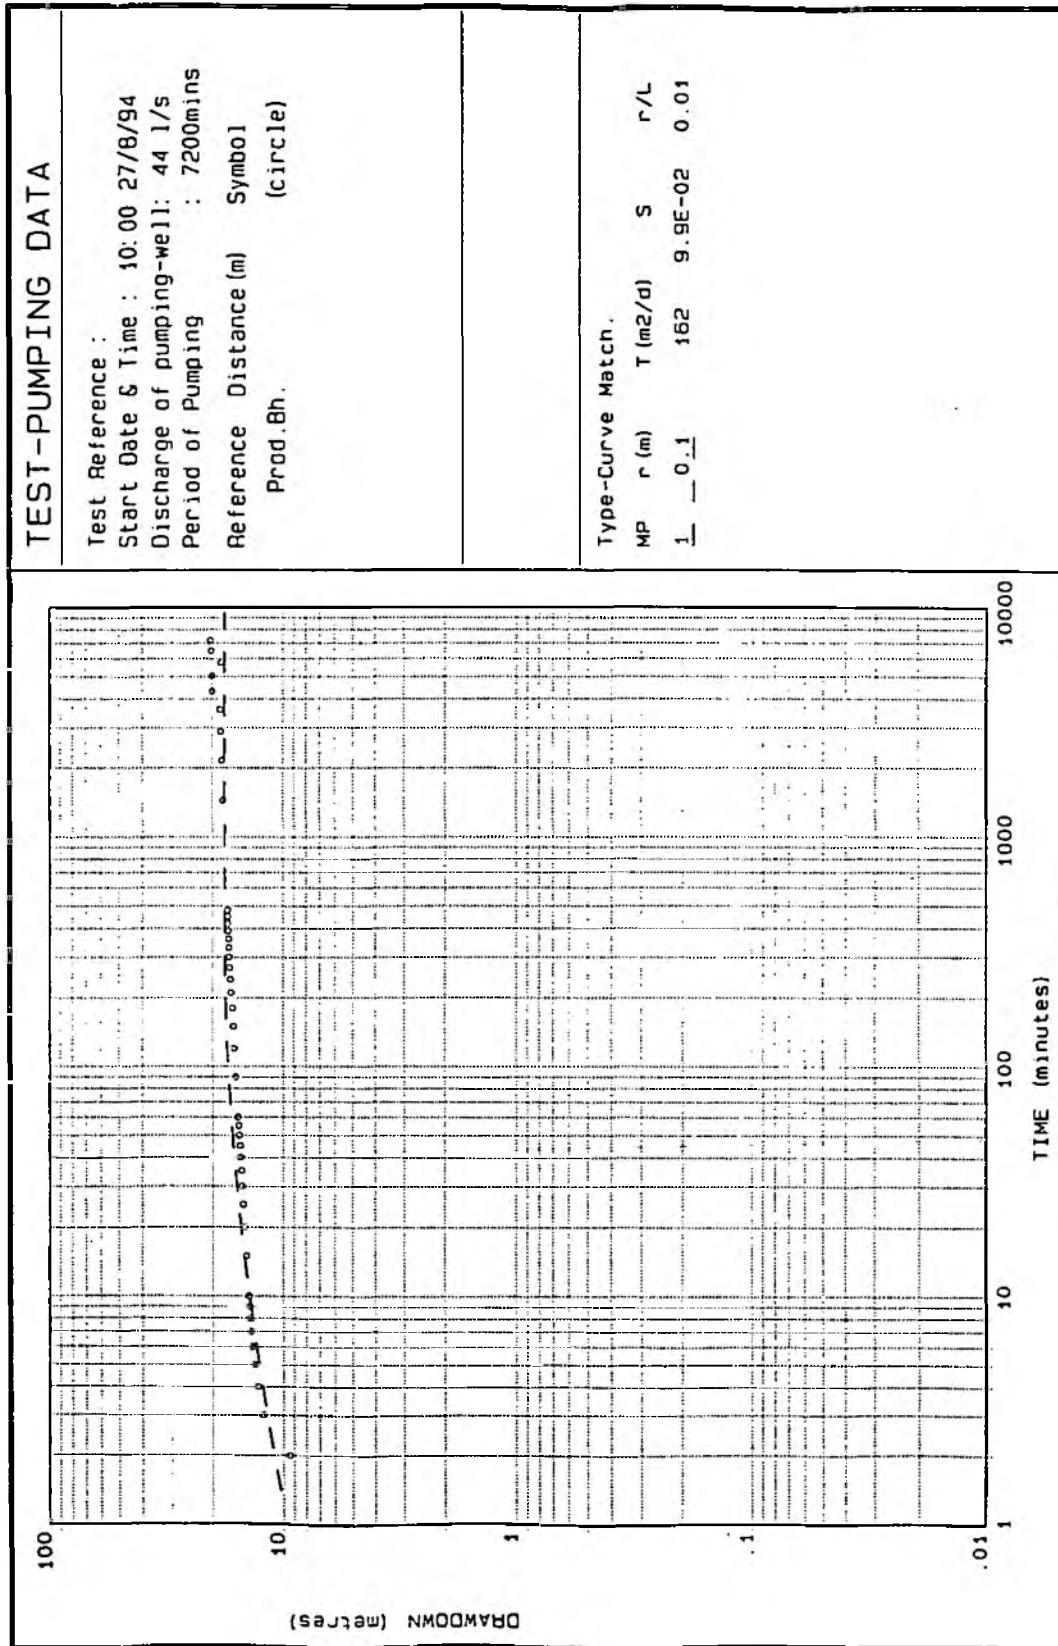 TEST-PUMPING DATA
Test Reference :
Start Date & Time : 10:00 27/8/94
Discharge of pumping-well: 44 l/s
Period of Pumping : 7200mins
Reference Distance(m) Symbol
Prod.Bh. (circle)
Type-Curve Match.
MP r(m) T(m2/d) S r/L
1 0.1 162 9.9E-02 0.01
DRAWDOWN (metres)
100
10
1
.1
.01
1
10
100
1000
10000
TIME (minutes)